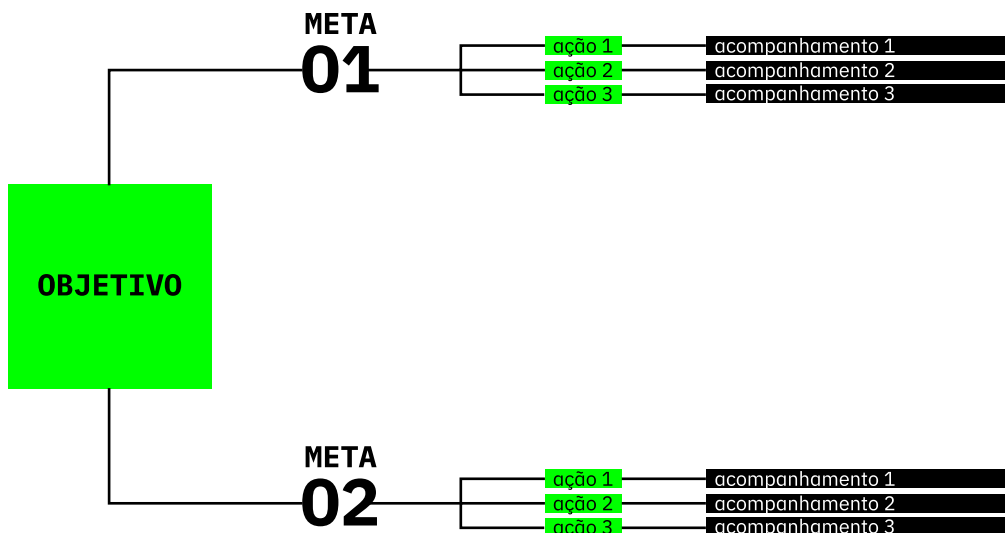 META
01
ação 1
acompanhamento 1
ação 2
acompanhamento 2
ação 3
acompanhamento 3
OBJETIVO
META
02
ação 1
acompanhamento 1
ação 2
acompanhamento 2
ação 3
acompanhamento 3